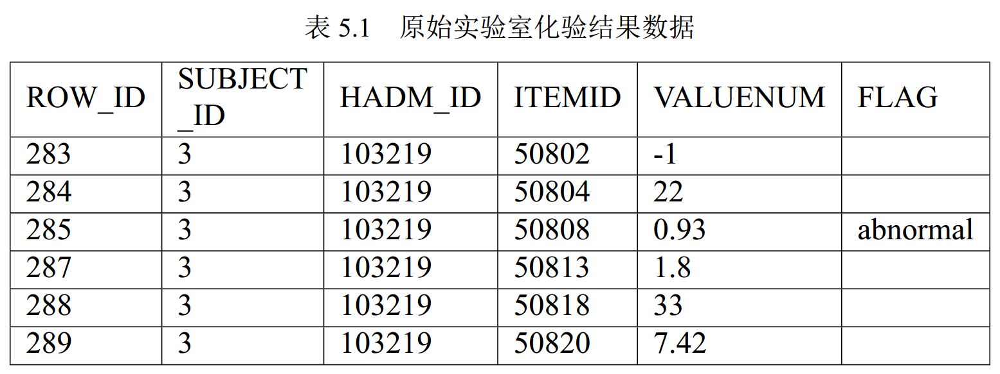 表 5.1 原始实验室化验结果数据
ROW_ID SUBJECT_ID HADM_ID ITEMID VALUENUM FLAG
283 3 103219 50802 -1
284 3 103219 50804 22
285 3 103219 50808 0.93 abnormal
287 3 103219 50813 1.8
288 3 103219 50818 33
289 3 103219 50820 7.42